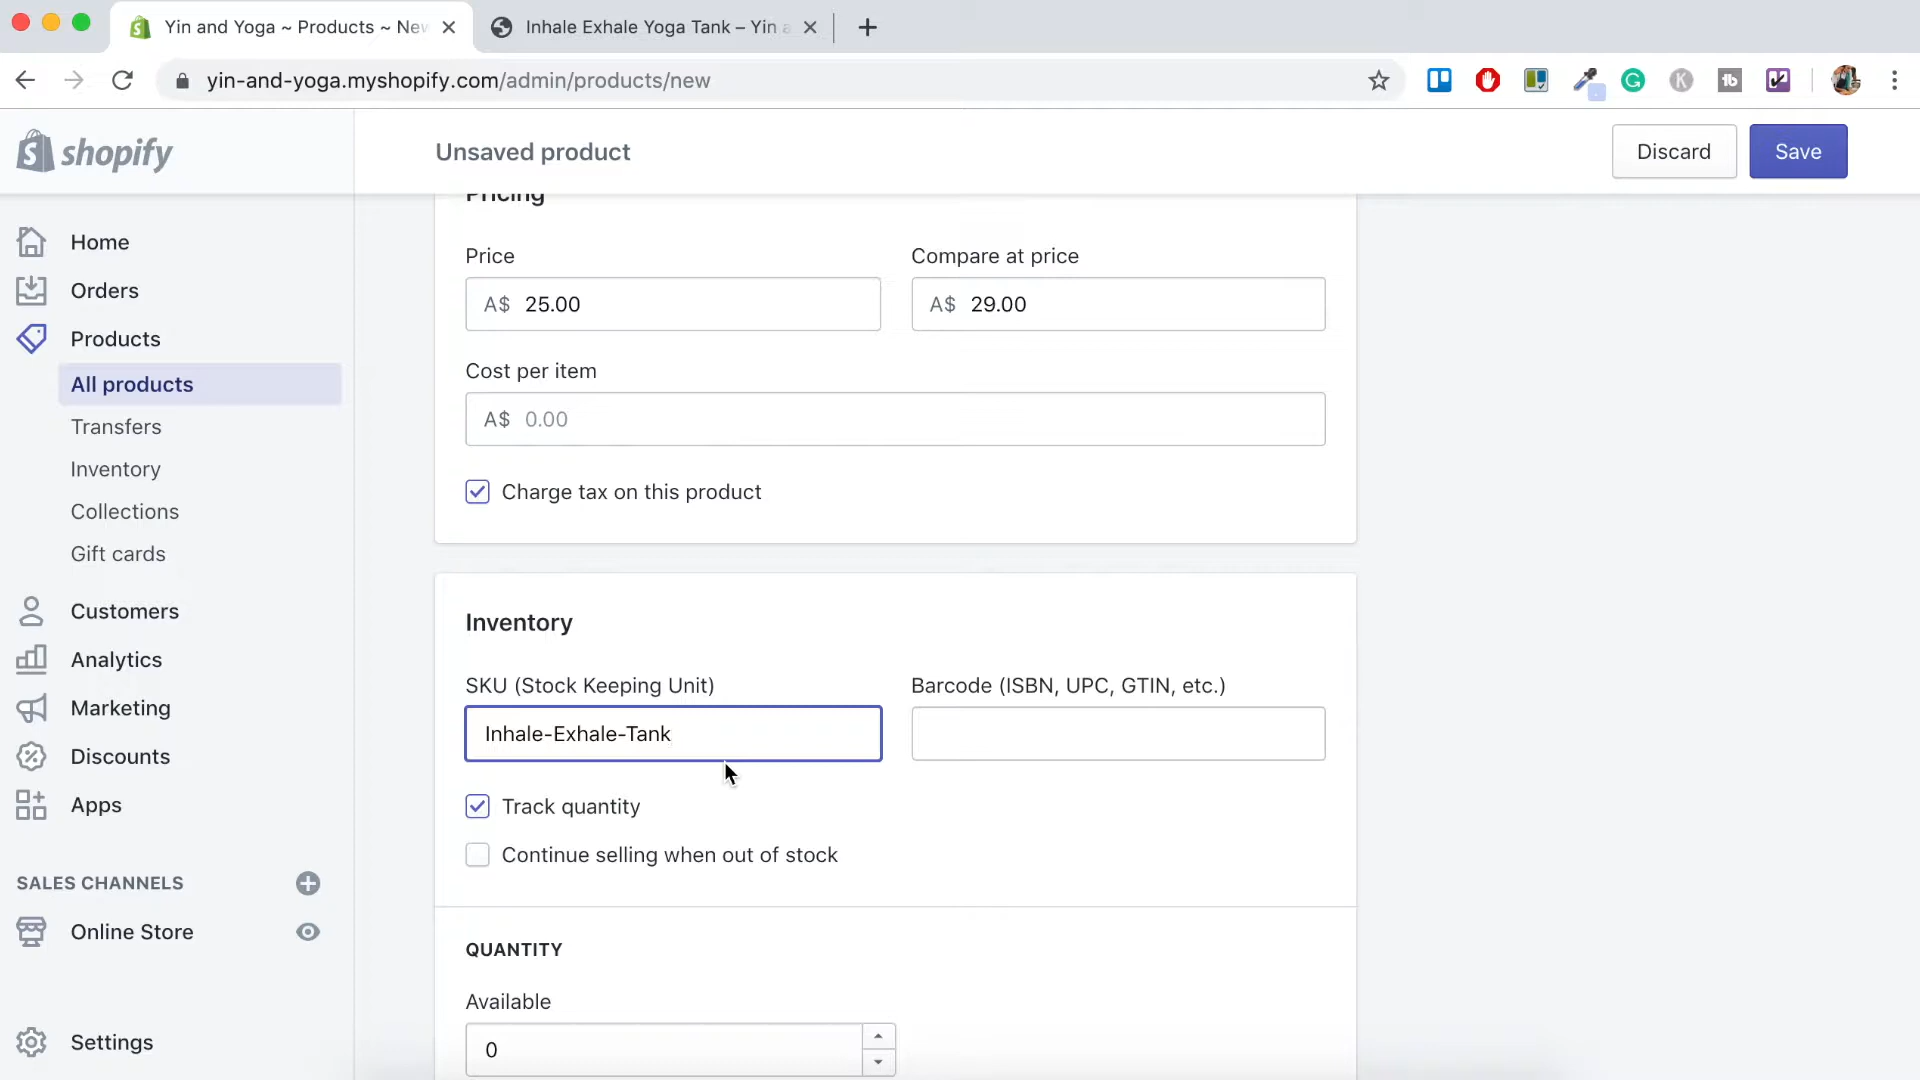 Yin and Yoga ~ Products ~ New
Inhale Exhale Yoga Tank – Yin a
yin-and-yoga.myshopify.com/admin/products/new
shopify
Unsaved product
Discard
Save
Home
Orders
Products
All products
Transfers
Inventory
Collections
Gift cards
Customers
Analytics
Marketing
Discounts
Apps
SALES CHANNELS
Online Store
Settings
Pricing
Price
Compare at price
A$ 25.00
A$ 29.00
Cost per item
A$ 0.00
Charge tax on this product
Inventory
SKU (Stock Keeping Unit)
Barcode (ISBN, UPC, GTIN, etc.)
Inhale-Exhale-Tank
Track quantity
Continue selling when out of stock
QUANTITY
Available
0